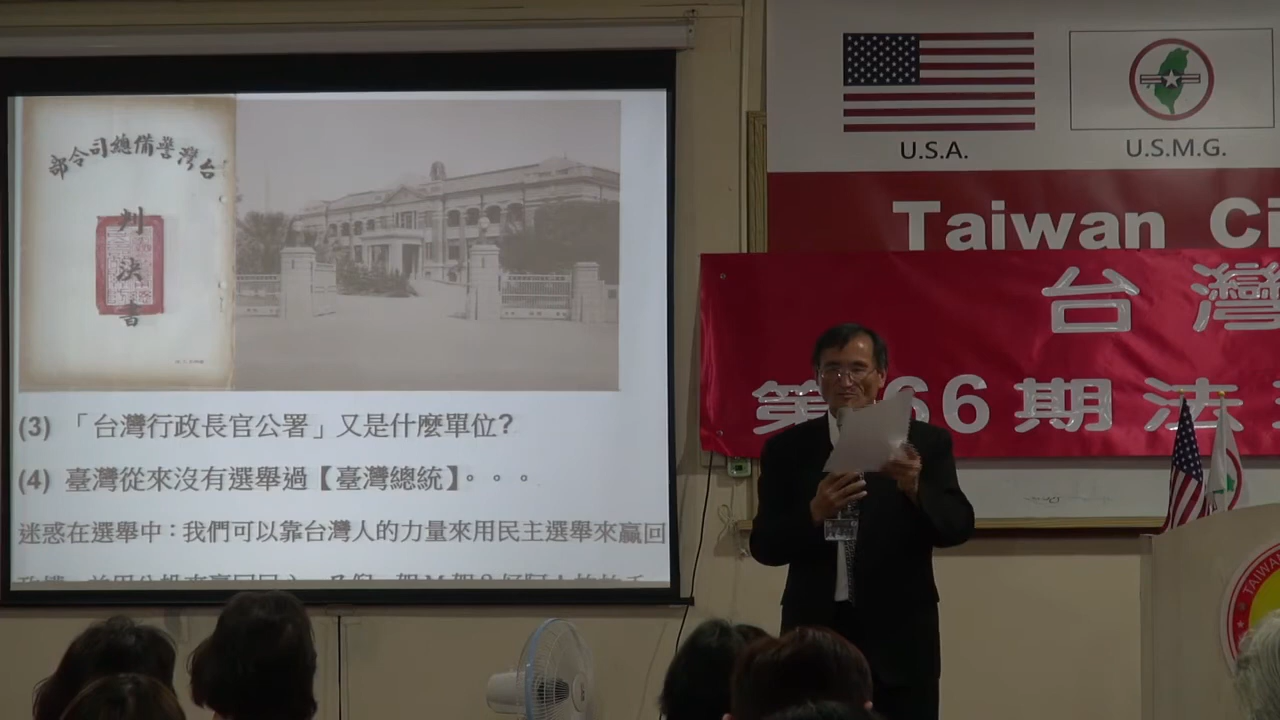 台灣警備總司令部
判決書
(3) 「台灣行政長官公署」又是什麼單位?
(4) 臺灣從來沒有選舉過【臺灣總統】。。。
迷惑在選舉中：我們可以靠台灣人的力量來用民主選舉來贏回
U.S.A.
U.S.M.G.
Taiwan Ci
台灣
第66期法
TAIWAN